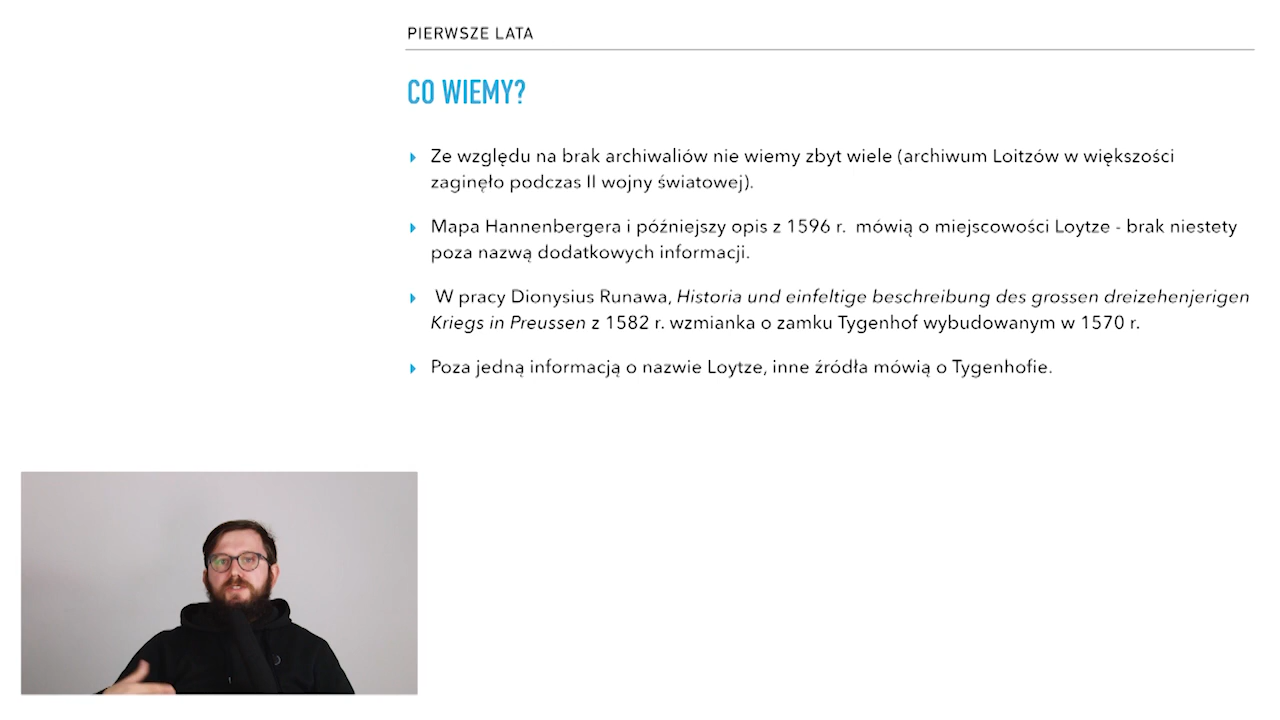 PIERWSZE LATA
CO WIEMY?
Ze względu na brak archiwaliów nie wiemy zbyt wiele (archiwum Loitzów w większości
zaginęło podczas II wojny światowej).
Mapa Hannenbergera i późniejszy opis z 1596 r. mówią o miejscowości Loytze - brak niestety
poza nazwą dodatkowych informacji.
W pracy Dionysius Runawa, Historia und einfeltige beschreibung des grossen dreizehenjerigen
Kriegs in Preussen z 1582 r. wzmianka o zamku Tygenhof wybudowanym w 1570 r.
Poza jedną informacją o nazwie Loytze, inne źródła mówią o Tygenhofie.